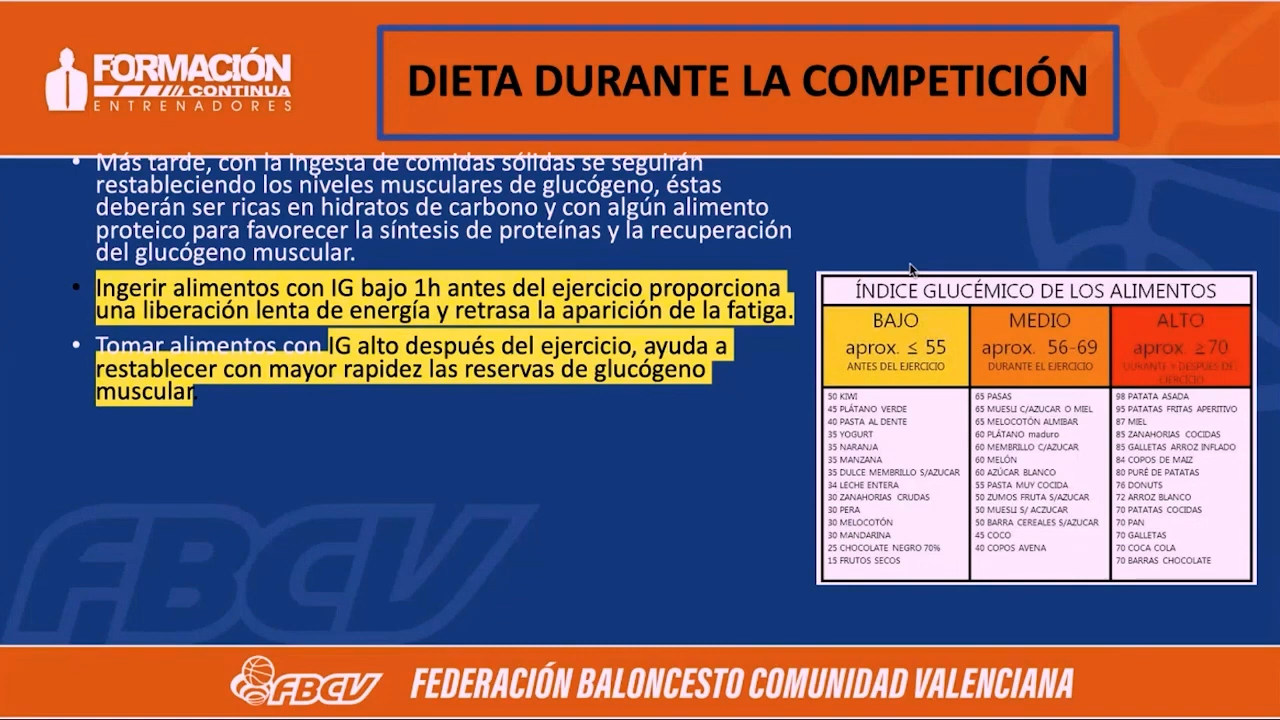 FORMACIÓN
CONTINUA
ENTRENADORES
DIETA DURANTE LA COMPETICIÓN
• Más tarde, con la ingesta de comidas sólidas se seguirán
restableciendo los niveles musculares de glucógeno, éstas
deberán ser ricas en hidratos de carbono y con algún alimento
proteico para favorecer la síntesis de proteínas y la recuperación
del glucógeno muscular.
• Ingerir alimentos con IG bajo 1h antes del ejercicio proporciona
una liberación lenta de energía y retrasa la aparición de la fatiga.
• Tomar alimentos con IG alto después del ejercicio, ayuda a
restablecer con mayor rapidez las reservas de glucógeno
muscular.
ÍNDICE GLUCÉMICO DE LOS ALIMENTOS
BAJO
aprox. ≤ 55
ANTES DEL EJERCICIO
50 KIWI
45 PLÁTANO VERDE
40 PASTA AL DENTE
35 YOGURT
35 NARANJA
35 MANZANA
35 DULCE MEMBRILLO S/AZUCAR
34 LECHE ENTERA
30 ZANAHORIAS CRUDAS
30 PERA
30 MELOCOTÓN
30 MANDARINA
25 CHOCOLATE NEGRO 70%
15 FRUTOS SECOS
MEDIO
aprox. 56-69
DURANTE EL EJERCICIO
65 PASAS
65 MUESLI C/AZUCAR O MIEL
65 MELOCOTÓN ALMIBAR
60 PLÁTANO maduro
60 MEMBRILLO C/AZUCAR
60 MELÓN
60 AZÚCAR BLANCO
55 PASTA MUY COCIDA
50 ZUMOS FRUTA S/AZUCAR
50 MUESLI S/ ACZUCAR
50 BARRA CEREALES S/AZUCAR
45 COCO
40 COPOS AVENA
ALTO
aprox. ≥70
DURANTE Y DESPUES DEL
EJERCICIO
98 PATATA ASADA
95 PATATAS FRITAS APERITIVO
87 MIEL
85 ZANAHORIAS COCIDAS
85 GALLETAS ARROZ INFLADO
84 COPOS DE MAIZ
80 PURÉ DE PATATAS
76 DONUTS
72 ARROZ BLANCO
70 PATATAS COCIDAS
70 PAN
70 GALLETAS
70 COCA COLA
70 BARRAS CHOCOLATE
FBCV
FBCV
FEDERACIÓN BALONCESTO COMUNIDAD VALENCIANA